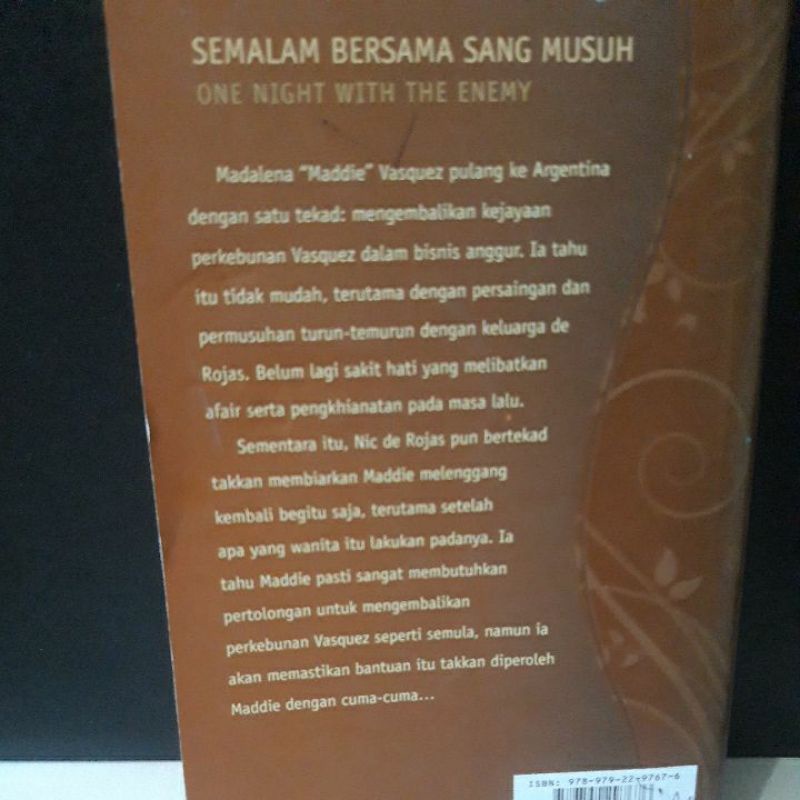 SEMALAM BERSAMA SANG MUSUH
ONE NIGHT WITH THE ENEMY
Madalena “Maddie” Vasquez pulang ke Argentina
dengan satu tekad: mengembalikan kejayaan
perkebunan Vasquez dalam bisnis anggur. Ia tahu
itu tidak mudah, terutama dengan persaingan dan
permusuhan turun-temurun dengan keluarga de
Rojas. Belum lagi sakit hati yang melibatkan
afair serta pengkhianatan pada masa lalu.
Sementara itu, Nic de Rojas pun bertekad
takkan membiarkan Maddie melenggang
kembali begitu saja, terutama setelah
apa yang wanita itu lakukan padanya. Ia
tahu Maddie pasti sangat membutuhkan
pertolongan untuk mengembalikan
perkebunan Vasquez seperti semula, namun ia
akan memastikan bantuan itu takkan diperoleh
Maddie dengan cuma-cuma...
ISBN: 978-979-22-9767-6